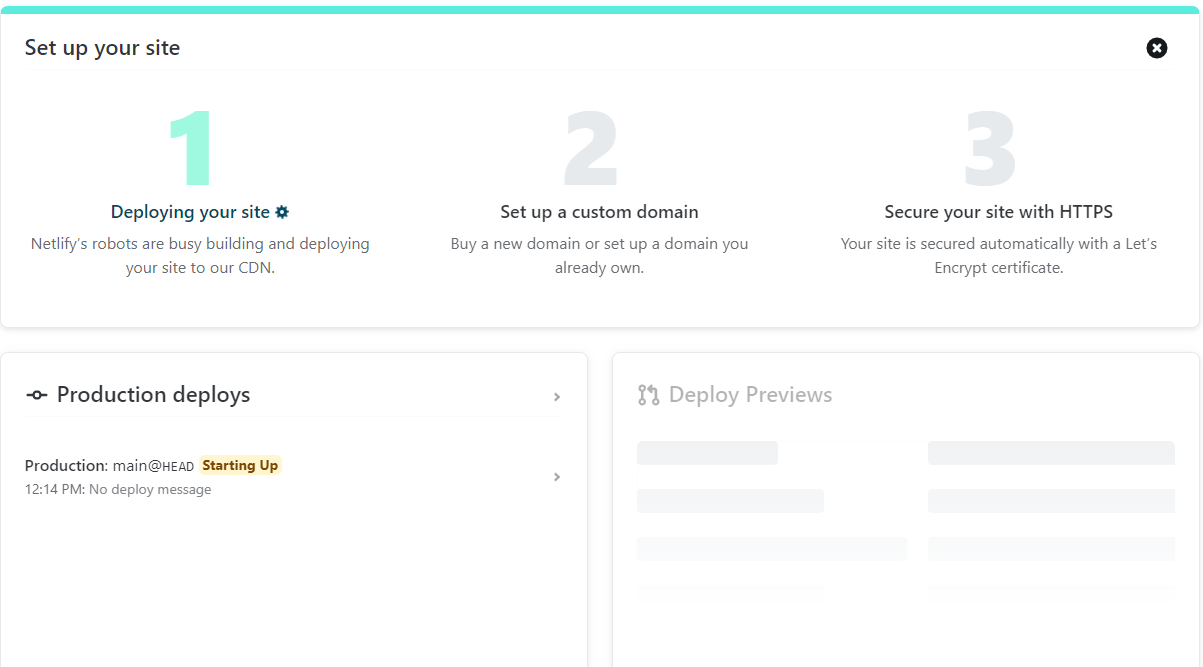 Set up your site
1
2
3
Deploying your site
Set up a custom domain
Secure your site with HTTPS
Netlify’s robots are busy building and deploying
your site to our CDN.
Buy a new domain or set up a domain you
already own.
Your site is secured automatically with a Let’s
Encrypt certificate.
Production deploys
Deploy Previews
Production: main@HEAD Starting Up
12:14 PM: No deploy message